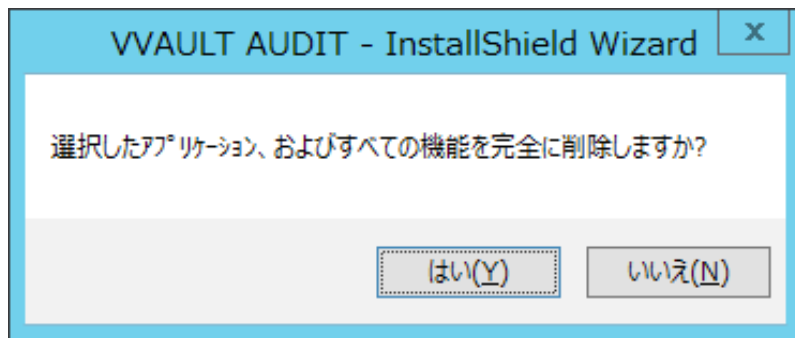 VVAULT AUDIT - InstallShield Wizard
x
選択したｱﾌﾟﾘｹｰｼｮﾝ、およびすべての機能を完全に削除しますか?
はい(Y)
いいえ(N)